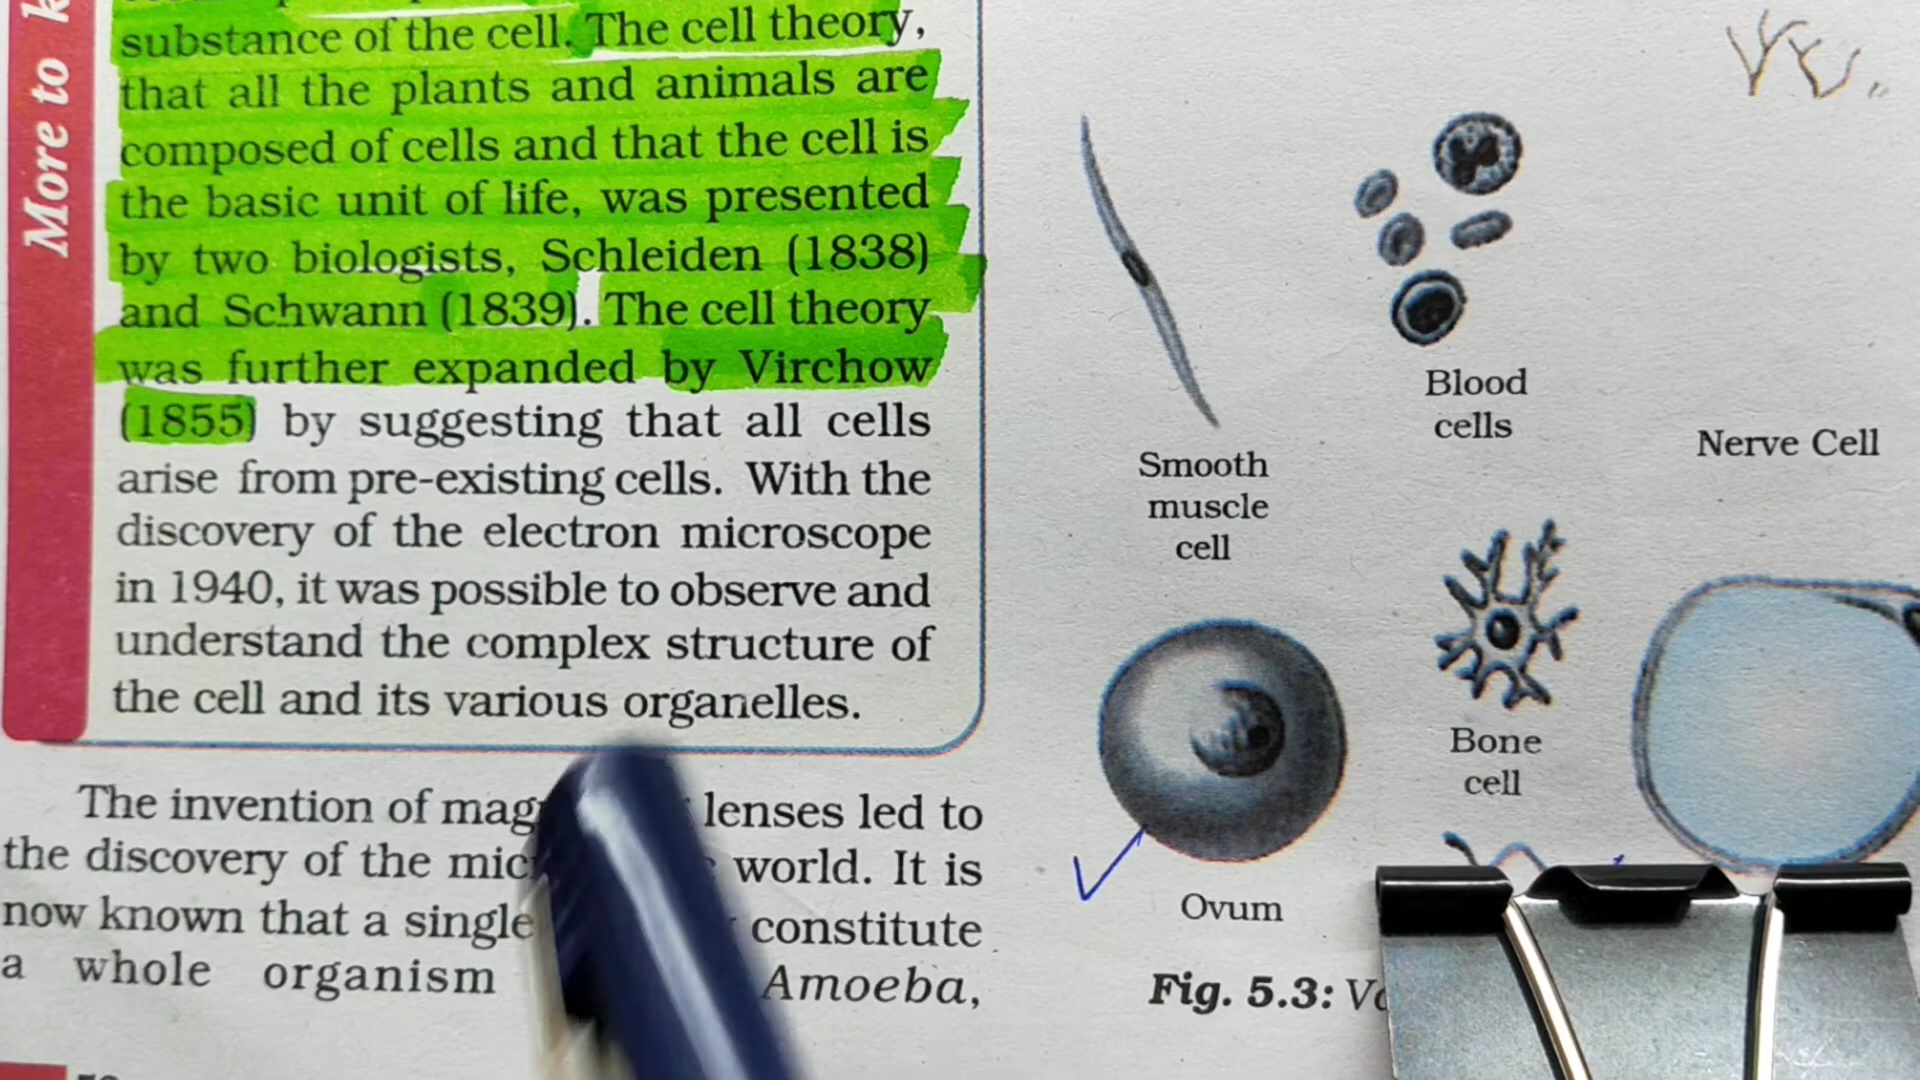 More to
substance of the cell. The cell theory,
that all the plants and animals are
composed of cells and that the cell is
the basic unit of life, was presented
by two biologists, Schleiden (1838)
and Schwann (1839). The cell theory
was further expanded by Virchow
(1855) by suggesting that all cells
arise from pre-existing cells. With the
discovery of the electron microscope
in 1940, it was possible to observe and
understand the complex structure of
the cell and its various organelles.
The invention of lenses led to
the discovery of the world. It is
now known that a single constitute
a whole organism Amoeba,
Smooth
muscle
cell
Blood
cells
Nerve Cell
Ovum
Bone
cell
Fig. 5.3: